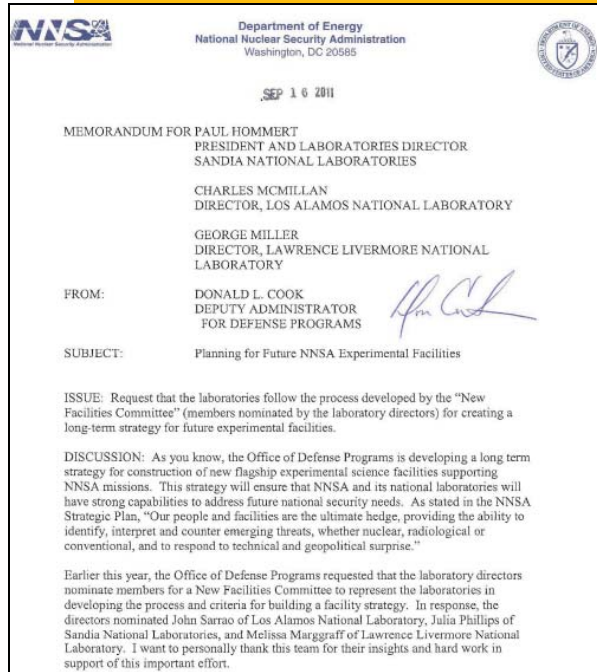 NNSA
National Nuclear Security Administration
Department of Energy
National Nuclear Security Administration
Washington, DC 20585
SEP 16 2011
MEMORANDUM FOR PAUL HOMMERT
PRESIDENT AND LABORATORIES DIRECTOR
SANDIA NATIONAL LABORATORIES
CHARLES MCMILLAN
DIRECTOR, LOS ALAMOS NATIONAL LABORATORY
GEORGE MILLER
DIRECTOR, LAWRENCE LIVERMORE NATIONAL
LABORATORY
FROM: DONALD L. COOK
DEPUTY ADMINISTRATOR
FOR DEFENSE PROGRAMS
Don Cook
SUBJECT: Planning for Future NNSA Experimental Facilities
ISSUE: Request that the laboratories follow the process developed by the “New
Facilities Committee” (members nominated by the laboratory directors) for creating a
long-term strategy for future experimental facilities.
DISCUSSION: As you know, the Office of Defense Programs is developing a long term
strategy for construction of new flagship experimental science facilities supporting
NNSA missions. This strategy will ensure that NNSA and its national laboratories will
have strong capabilities to address future national security needs. As stated in the NNSA
Strategic Plan, “Our people and facilities are the ultimate hedge, providing the ability to
identify, interpret and counter emerging threats, whether nuclear, radiological or
conventional, and to respond to technical and geopolitical surprise.”
Earlier this year, the Office of Defense Programs requested that the laboratory directors
nominate members for a New Facilities Committee to represent the laboratories in
developing the process and criteria for building a facility strategy. In response, the
directors nominated John Sarrao of Los Alamos National Laboratory, Julia Phillips of
Sandia National Laboratories, and Melissa Marggraff of Lawrence Livermore National
Laboratory. I want to personally thank this team for their insights and hard work in
support of this important effort.